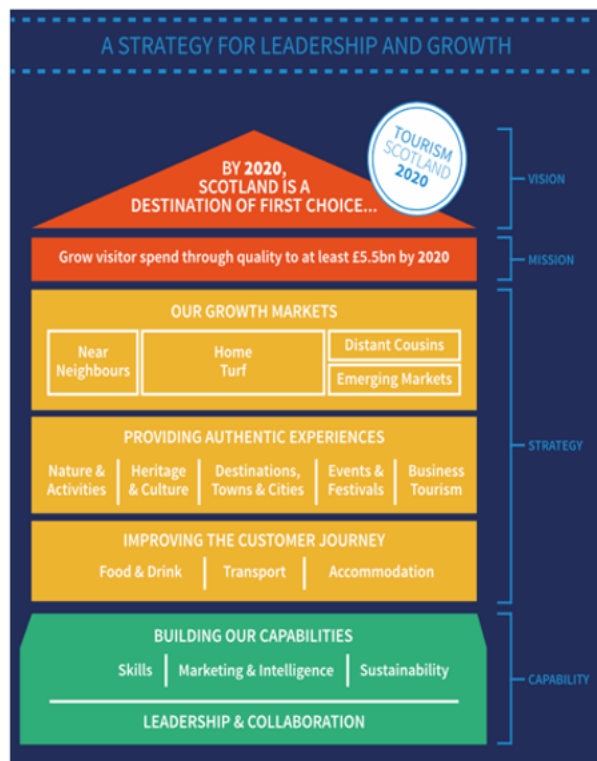 A STRATEGY FOR LEADERSHIP AND GROWTH
TOURISM
SCOTLAND
2020
BY 2020,
SCOTLAND IS A
DESTINATION OF FIRST CHOICE...
VISION
Grow visitor spend through quality to at least £5.5bn by 2020
MISSION
OUR GROWTH MARKETS
Near
Neighbours
Home
Turf
Distant Cousins
Emerging Markets
PROVIDING AUTHENTIC EXPERIENCES
Nature &
Activities
Heritage
& Culture
Destinations,
Towns & Cities
Events &
Festivals
Business
Tourism
STRATEGY
IMPROVING THE CUSTOMER JOURNEY
Food & Drink
Transport
Accommodation
BUILDING OUR CAPABILITIES
Skills
Marketing & Intelligence
Sustainability
CAPABILITY
LEADERSHIP & COLLABORATION